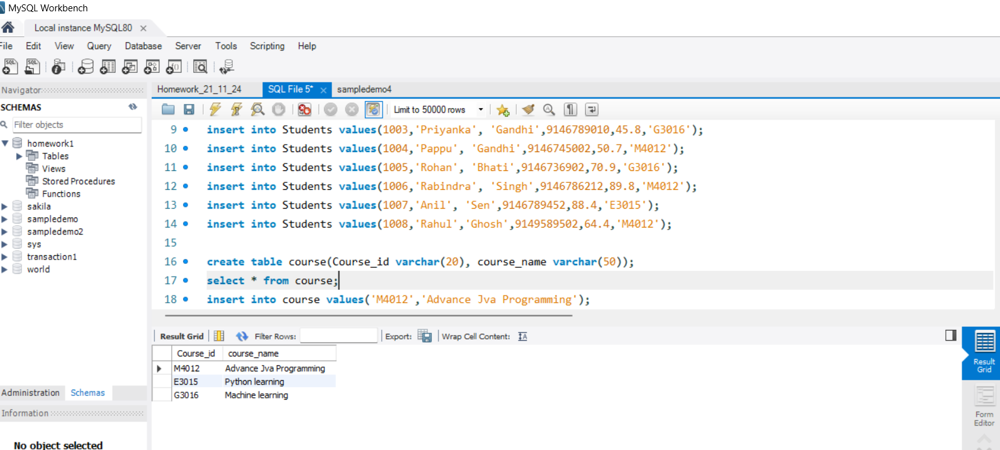 MySQL Workbench
Local instance MySQL80
File Edit View Query Database Server Tools Scripting Help
Navigator
SCHEMAS
Filter objects
homework1
Tables
Views
Stored Procedures
Functions
sakila
sampledemo
sampledemo2
sys
transaction1
world
Administration Schemas
Information
No object selected
Homework_21_11_24 SQL File 5* sampledemo4
Limit to 50000 rows
9 insert into Students values(1003,'Priyanka', 'Gandhi',9146789010,45.8,'G3016');
10 insert into Students values(1004,'Pappu', 'Gandhi',9146745002,50.7,'M4012');
11 insert into Students values(1005,'Rohan', 'Bhati',9146736902,70.9,'G3016');
12 insert into Students values(1006,'Rabindra', 'Singh',9146786212,89.8,'M4012');
13 insert into Students values(1007,'Anil', 'Sen',9146789452,88.4,'E3015');
14 insert into Students values(1008,'Rahul','Ghosh',9149589502,64.4,'M4012');
15
16 create table course(Course_id varchar(20), course_name varchar(50));
17 select * from course;
18 insert into course values('M4012','Advance Jva Programming');
Result Grid Filter Rows: Export: Wrap Cell Content:
Course_id course_name
M4012 Advance Jva Programming
E3015 Python learning
G3016 Machine learning
Result
Grid
Form
Editor